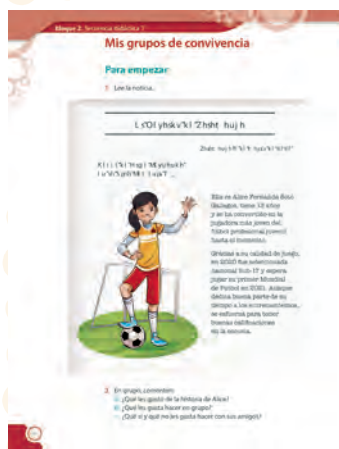 Bloque 2. Secuencia didáctica 7
Mis grupos de convivencia
Para empezar
1. Lee la noticia.
Ella es Alice Fernanda Soto
Gallegos, tiene 12 años
y se ha convertido en la
jugadora más joven del
futbol profesional juvenil
hasta el momento.
Gracias a su calidad de juego,
en 2020 fue seleccionada
nacional Sub-17 y espera
jugar su primer Mundial
de Futbol en 2021. Aunque
dedica buena parte de su
tiempo a los entrenamientos,
se esfuerza para tener
buenas calificaciones
en la escuela.
2. En grupo, comenten:
¿Qué les gustó de la historia de Alice?
¿Qué les gusta hacer en grupo?
¿Qué sí y qué no les gusta hacer con sus amigos?